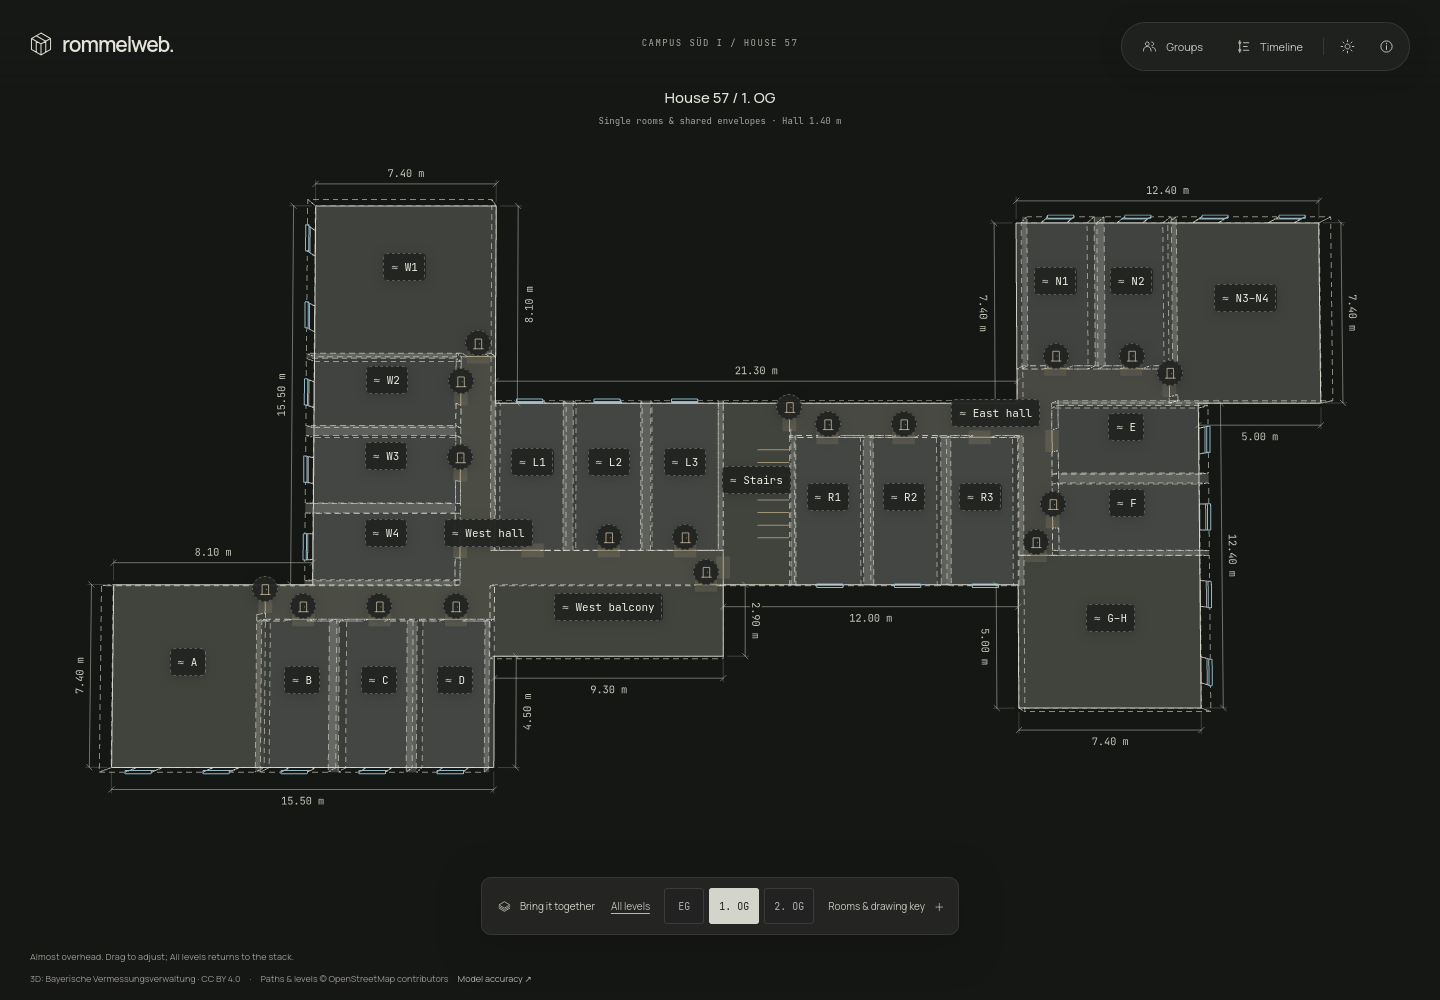 rommelweb.
CAMPUS SÜD I / HOUSE 57
Groups
Timeline
House 57 / 1. OG
Single rooms & shared envelopes · Hall 1.40 m
7.40 m
12.40 m
≈ W1
8.10 m
≈ N1
≈ N2
≈ N3–N4
7.40 m
7.40 m
21.30 m
≈ W2
15.50 m
≈ East hall
≈ E
5.00 m
≈ W3
≈ L1
≈ L2
≈ L3
≈ Stairs
≈ R1
≈ R2
≈ R3
≈ F
≈ W4
≈ West hall
8.10 m
12.40 m
≈ West balcony
2.90 m
12.00 m
≈ G–H
5.00 m
7.40 m
≈ A
≈ B
≈ C
≈ D
9.30 m
4.50 m
7.40 m
15.50 m
Bring it together
All levels
EG
1. OG
2. OG
Rooms & drawing key +
Almost overhead. Drag to adjust; All levels returns to the stack.
3D: Bayerische Vermessungsverwaltung · CC BY 4.0 · Paths & levels © OpenStreetMap contributors Model accuracy ↗